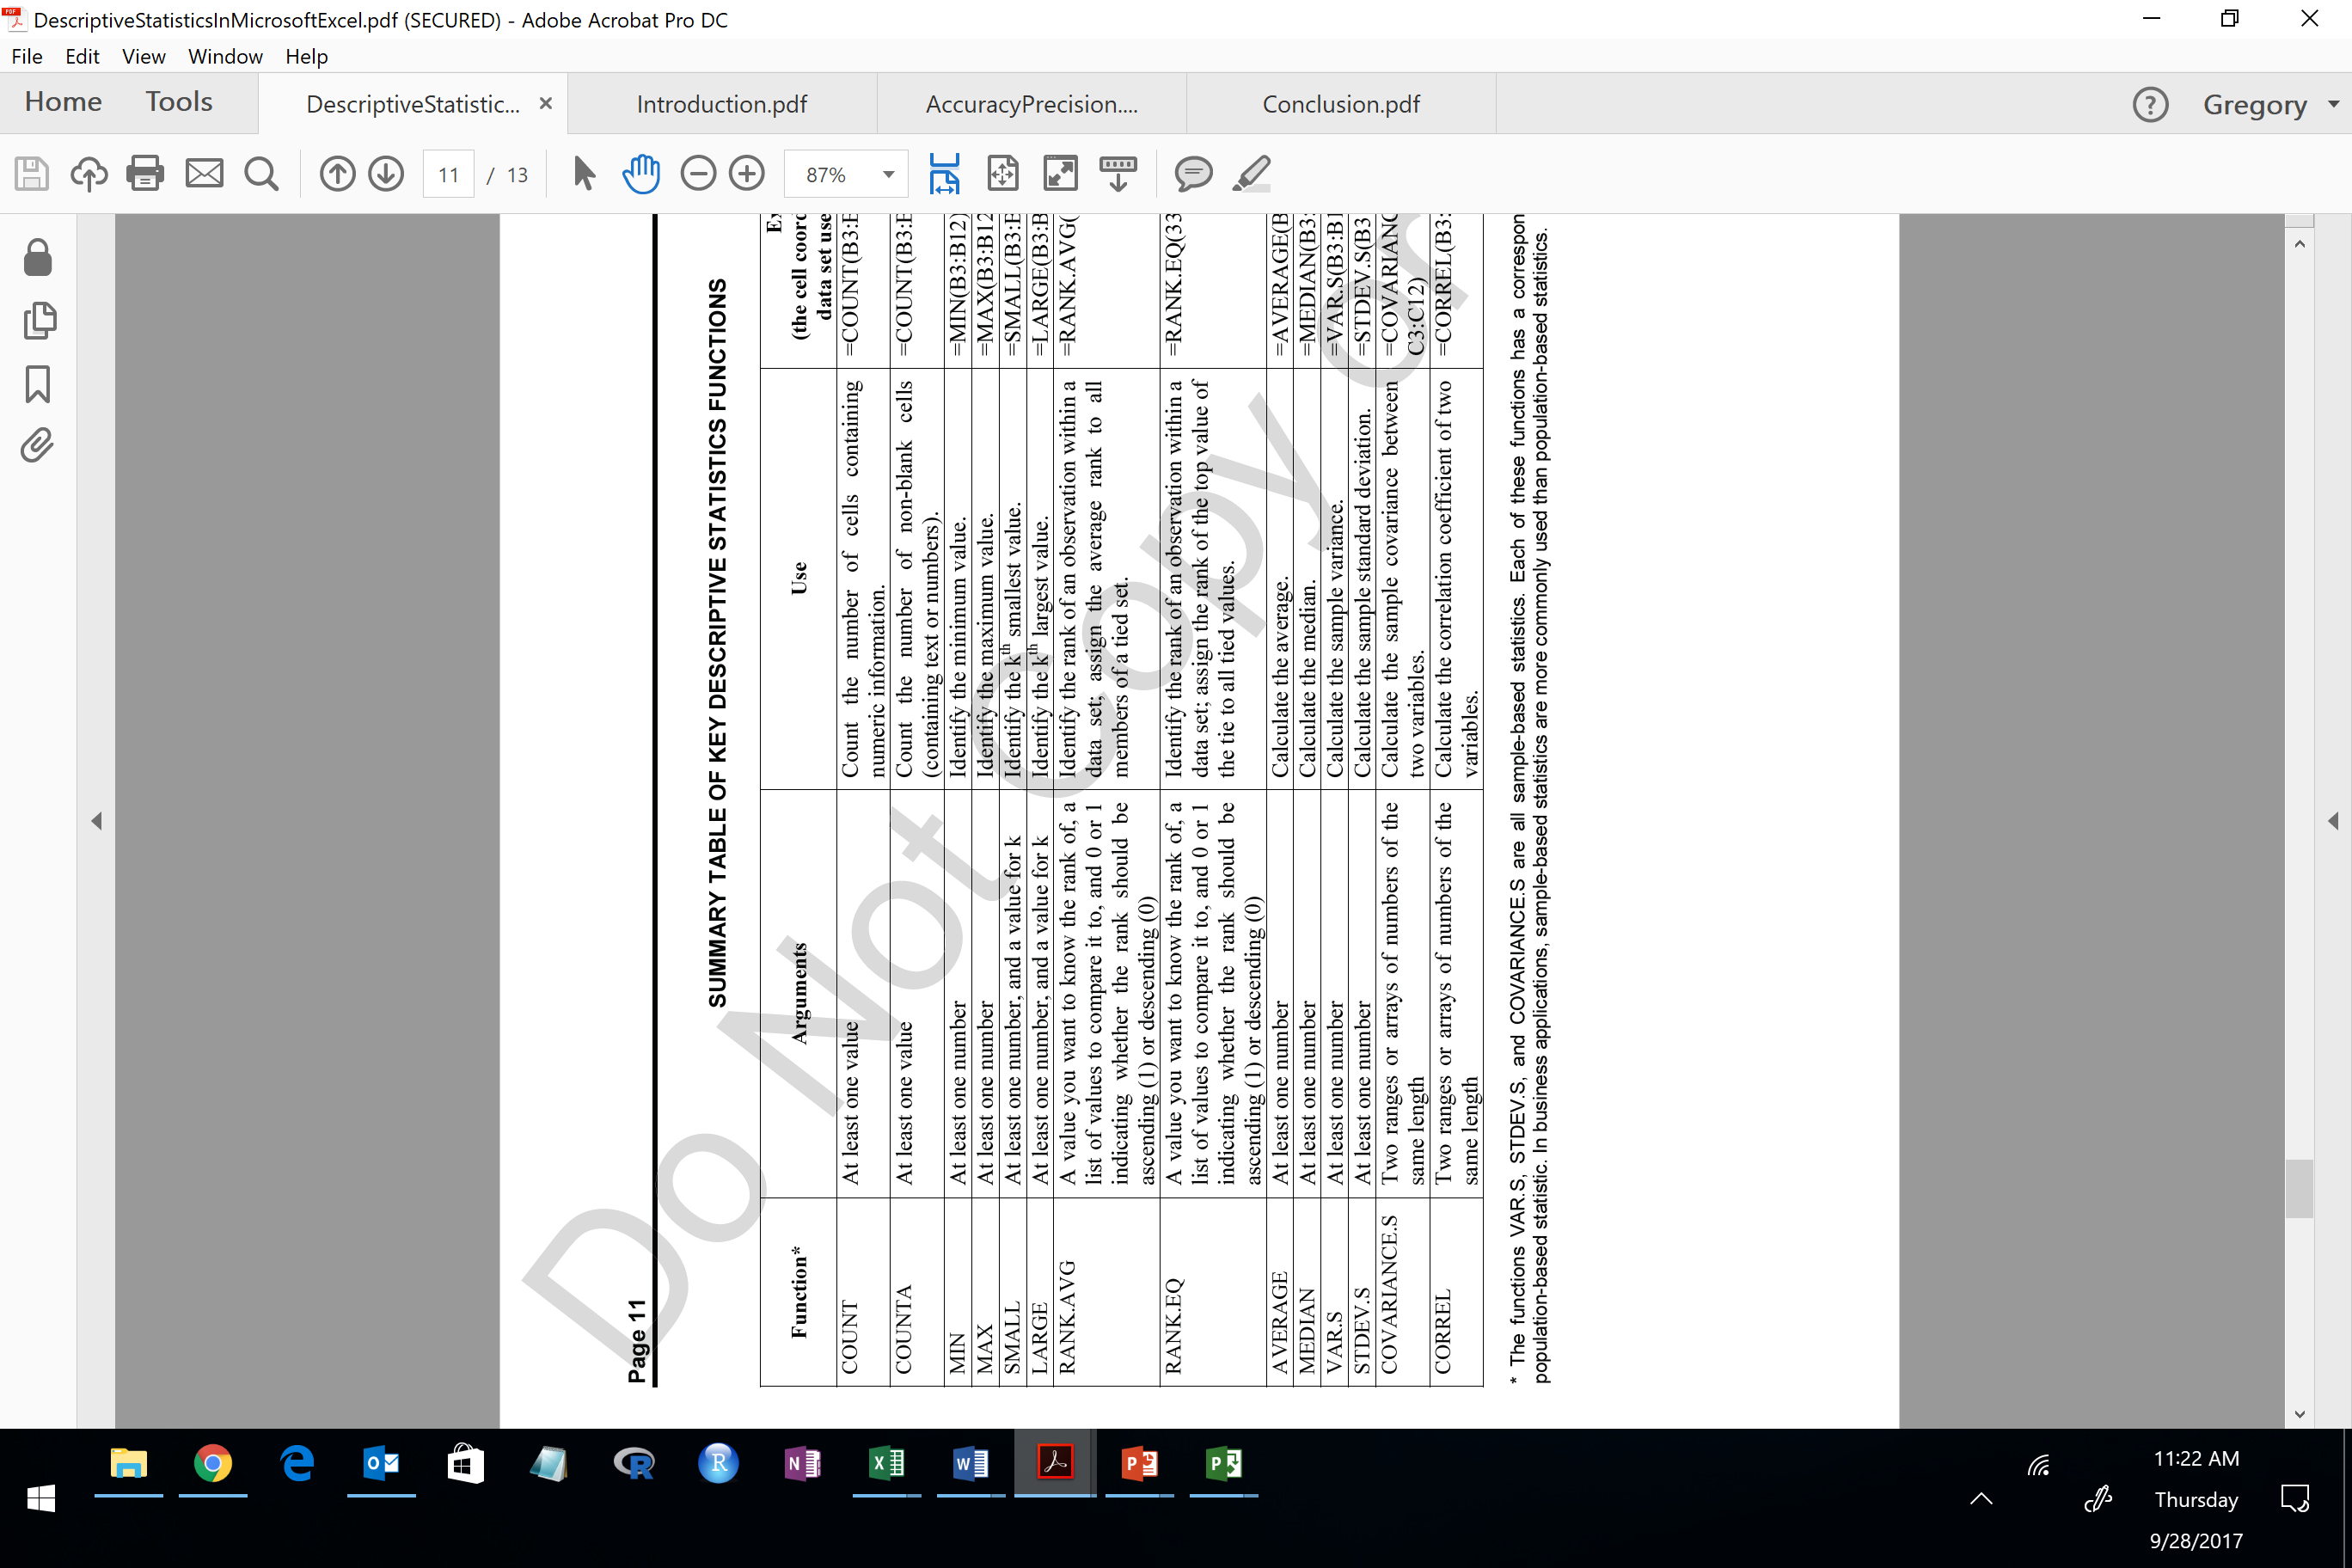 DescriptiveStatisticsInMicrosoftExcel.pdf (SECURED) - Adobe Acrobat Pro DC
File Edit View Window Help
Home Tools DescriptiveStatistic... × Introduction.pdf AccuracyPrecision.... Conclusion.pdf ? Gregory
11 / 13 87%
Page 11
SUMMARY TABLE OF KEY DESCRIPTIVE STATISTICS FUNCTIONS
Function* Arguments Use Ex
(the cell coord
data set use
COUNT At least one value Count the number of cells containing =COUNT(B3:B
numeric information.
COUNTA At least one value Count the number of non-blank cells =COUNT(B3:B
(containing text or numbers).
MIN At least one number Identify the minimum value. =MIN(B3:B12)
MAX At least one number Identify the maximum value. =MAX(B3:B12
SMALL At least one number, and a value for k Identify the kth smallest value. =SMALL(B3:B
LARGE At least one number, and a value for k Identify the kth largest value. =LARGE(B3:B
RANK.AVG A value you want to know the rank of, a Identify the rank of an observation within a =RANK.AVG(
list of values to compare it to, and 0 or 1 data set; assign the average rank to all
indicating whether the rank should be members of a tied set.
ascending (1) or descending (0)
RANK.EQ A value you want to know the rank of, a Identify the rank of an observation within a =RANK.EQ(33
list of values to compare it to, and 0 or 1 data set; assign the rank of the top value of
indicating whether the rank should be the tie to all tied values.
ascending (1) or descending (0)
AVERAGE At least one number Calculate the average. =AVERAGE(B
MEDIAN At least one number Calculate the median. =MEDIAN(B3:
VAR.S At least one number Calculate the sample variance. =VAR.S(B3:B1
STDEV.S At least one number Calculate the sample standard deviation. =STDEV.S(B3
COVARIANCE.S Two ranges or arrays of numbers of the Calculate the sample covariance between =COVARIANC
same length two variables. C3:C12)
CORREL Two ranges or arrays of numbers of the Calculate the correlation coefficient of two =CORREL(B3:
same length variables.
* The functions VAR.S, STDEV.S, and COVARIANCE.S are all sample-based statistics. Each of these functions has a correspon
population-based statistic. In business applications, sample-based statistics are more commonly used than population-based statistics.
Do Not Copy or
11:22 AM
Thursday
9/28/2017